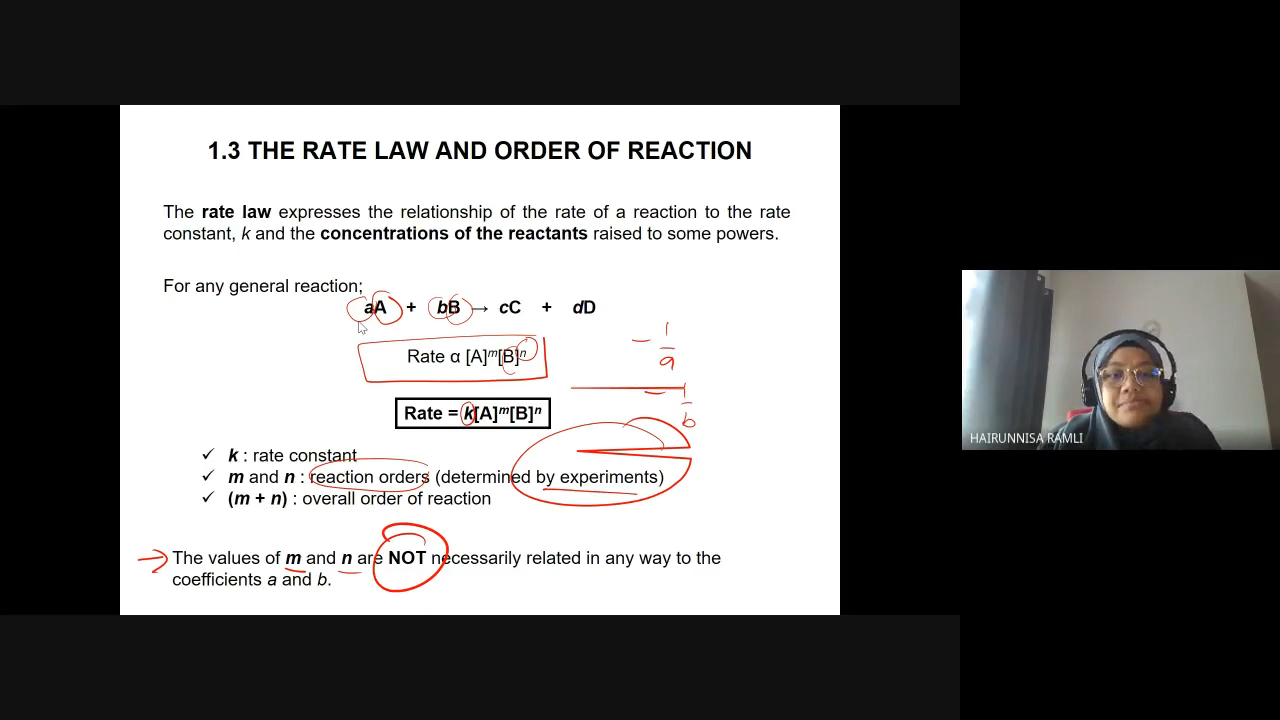 1.3 THE RATE LAW AND ORDER OF REACTION
The rate law expresses the relationship of the rate of a reaction to the rate
constant, k and the concentrations of the reactants raised to some powers.
For any general reaction;
aA + bB → cC + dD
Rate α [A]ᵐ[B]ⁿ
Rate = k[A]ᵐ[B]ⁿ
− 1/a
− 1/b
✓ k : rate constant
✓ m and n : reaction orders (determined by experiments)
✓ (m + n) : overall order of reaction
→ The values of m and n are NOT necessarily related in any way to the
coefficients a and b.
HAIRUNNISA RAMLI